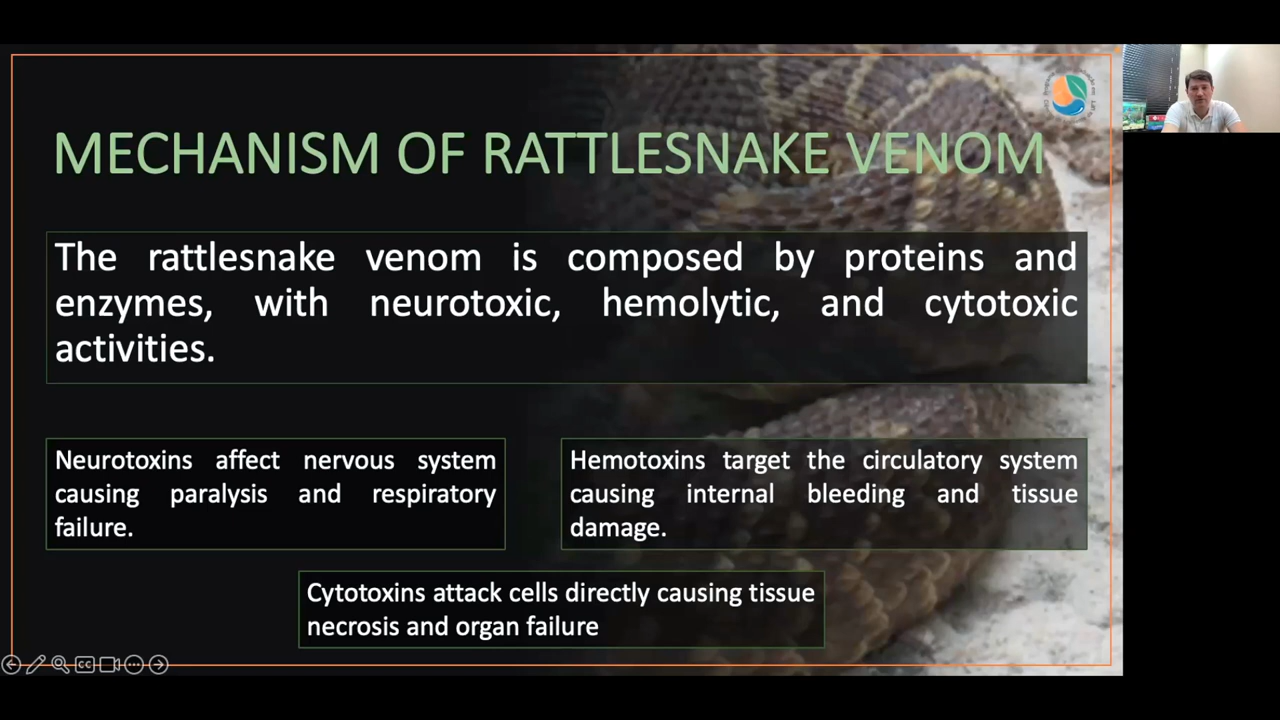 MECHANISM OF RATTLESNAKE VENOM
The rattlesnake venom is composed by proteins and
enzymes, with neurotoxic, hemolytic, and cytotoxic
activities.
Neurotoxins affect nervous system
causing paralysis and respiratory
failure.
Hemotoxins target the circulatory system
causing internal bleeding and tissue
damage.
Cytotoxins attack cells directly causing tissue
necrosis and organ failure
CC